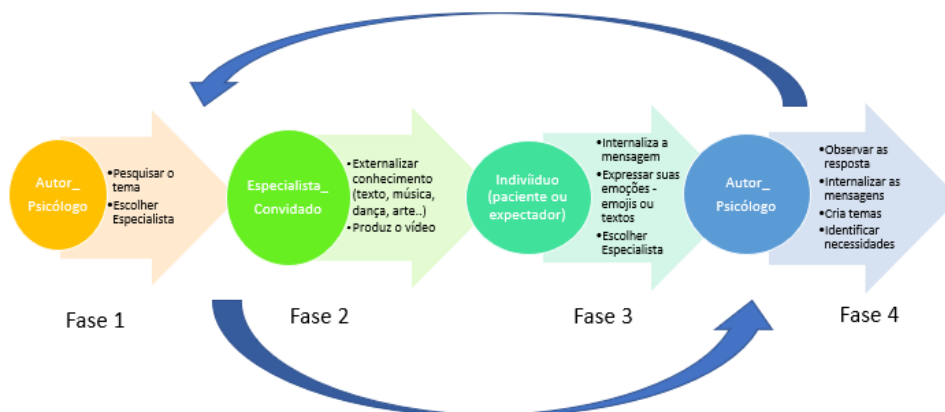 Autor_
Psicólogo
•Pesquisar o
tema
•Escolher
Especialista
Fase 1
Especialista_
Convidado
•Externalizar
conhecimento
(texto, música,
dança, arte..)
•Produz o vídeo
Fase 2
Indivíiduo
(paciente ou
expectador)
•Internaliza a
mensagem
•Expressar suas
emoções -
emojis ou
textos
•Escolher
Especialista
Fase 3
Autor_
Psicólogo
•Observar as
resposta
•Internalizar as
mensagens
•Cria temas
•Identificar
necessidades
Fase 4